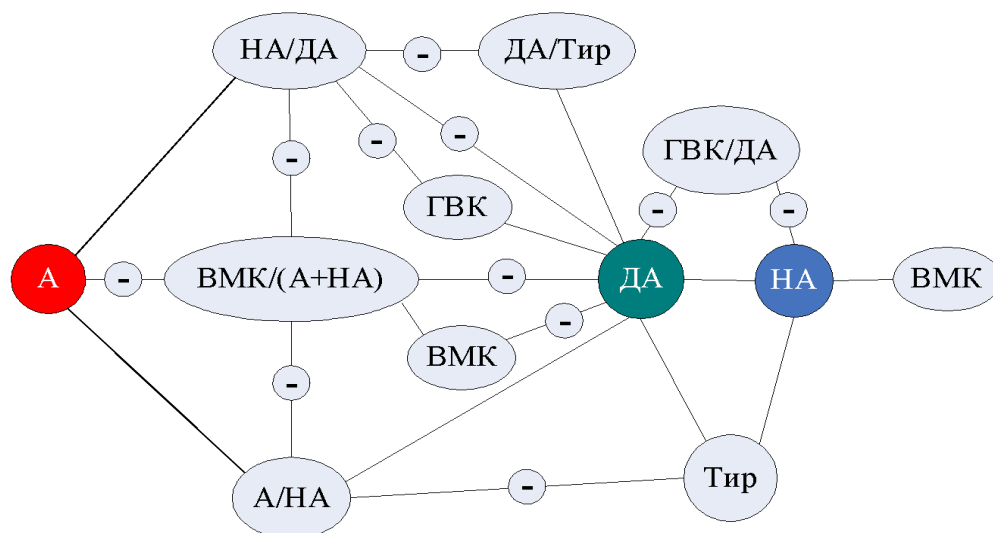 НА/ДА
-
ДА/Тир
-
-
-
ГВК/ДА
ГВК
-
-
А
-
ВМК/(А+НА)
-
ДА
НА
ВМК
-
ВМК
-
А/НА
-
Тир